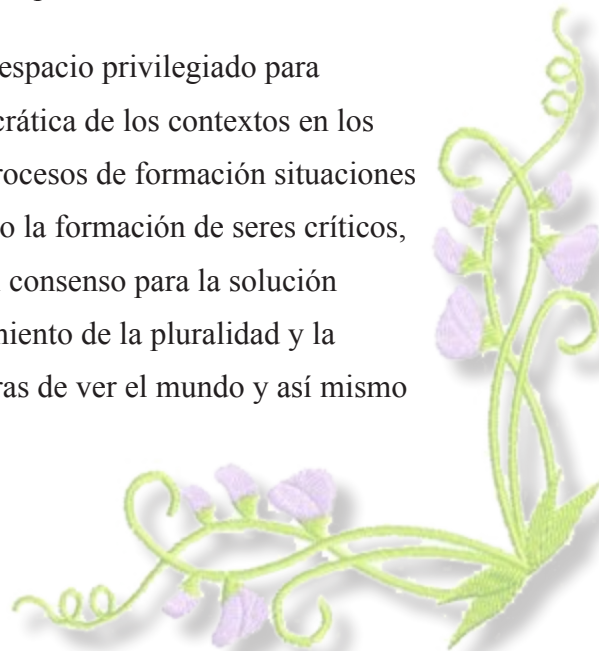 espacio privilegiado para
crática de los contextos en los
rocesos de formación situaciones
o la formación de seres críticos,
consenso para la solución
miento de la pluralidad y la
ras de ver el mundo y así mismo